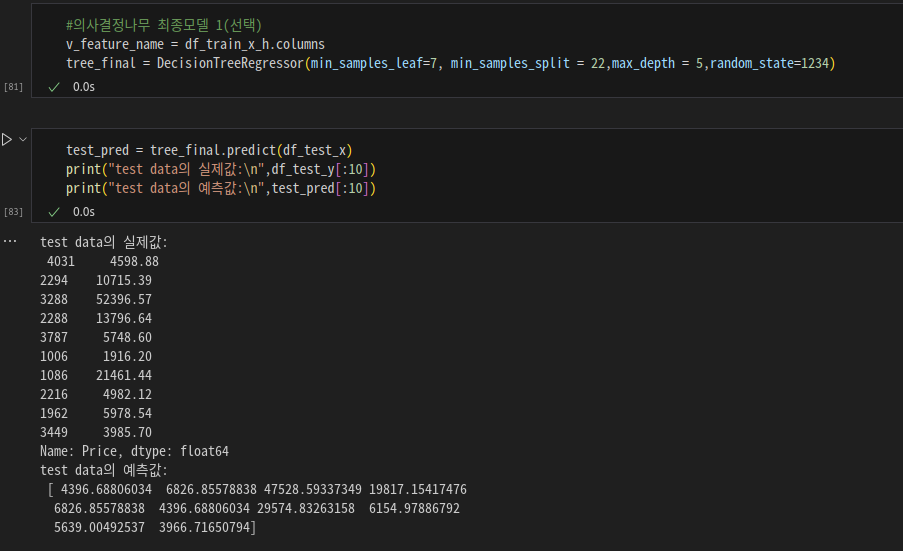 #의사결정나무 최종모델 1(선택)
v_feature_name = df_train_x_h.columns
tree_final = DecisionTreeRegressor(min_samples_leaf=7, min_samples_split = 22,max_depth = 5,random_state=1234)
[81] 0.0s
test_pred = tree_final.predict(df_test_x)
print("test data의 실제값:\n",df_test_y[:10])
print("test data의 예측값:\n",test_pred[:10])
[83] 0.0s
test data의 실제값:
4031 4598.88
2294 10715.39
3288 52396.57
2288 13796.64
3787 5748.60
1006 1916.20
1086 21461.44
2216 4982.12
1962 5978.54
3449 3985.70
Name: Price, dtype: float64
test data의 예측값:
[ 4396.68806034 6826.85578838 47528.59337349 19817.15417476
6826.85578838 4396.68806034 29574.83263158 6154.97886792
5639.00492537 3966.71650794]